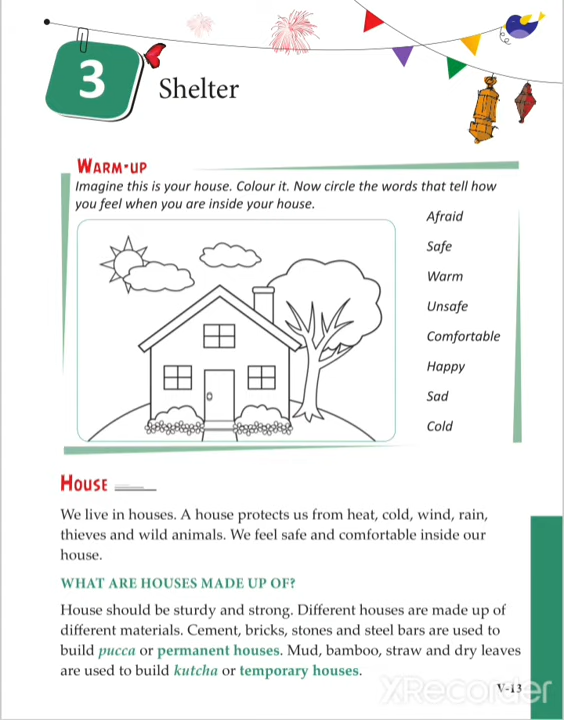 3
Shelter
WARM-UP
Imagine this is your house. Colour it. Now circle the words that tell how
you feel when you are inside your house.
Afraid
Safe
Warm
Unsafe
Comfortable
Happy
Sad
Cold
HOUSE
We live in houses. A house protects us from heat, cold, wind, rain,
thieves and wild animals. We feel safe and comfortable inside our
house.
WHAT ARE HOUSES MADE UP OF?
House should be sturdy and strong. Different houses are made up of
different materials. Cement, bricks, stones and steel bars are used to
build pucca or permanent houses. Mud, bamboo, straw and dry leaves
are used to build kutcha or temporary houses.
V-13
XRecorder